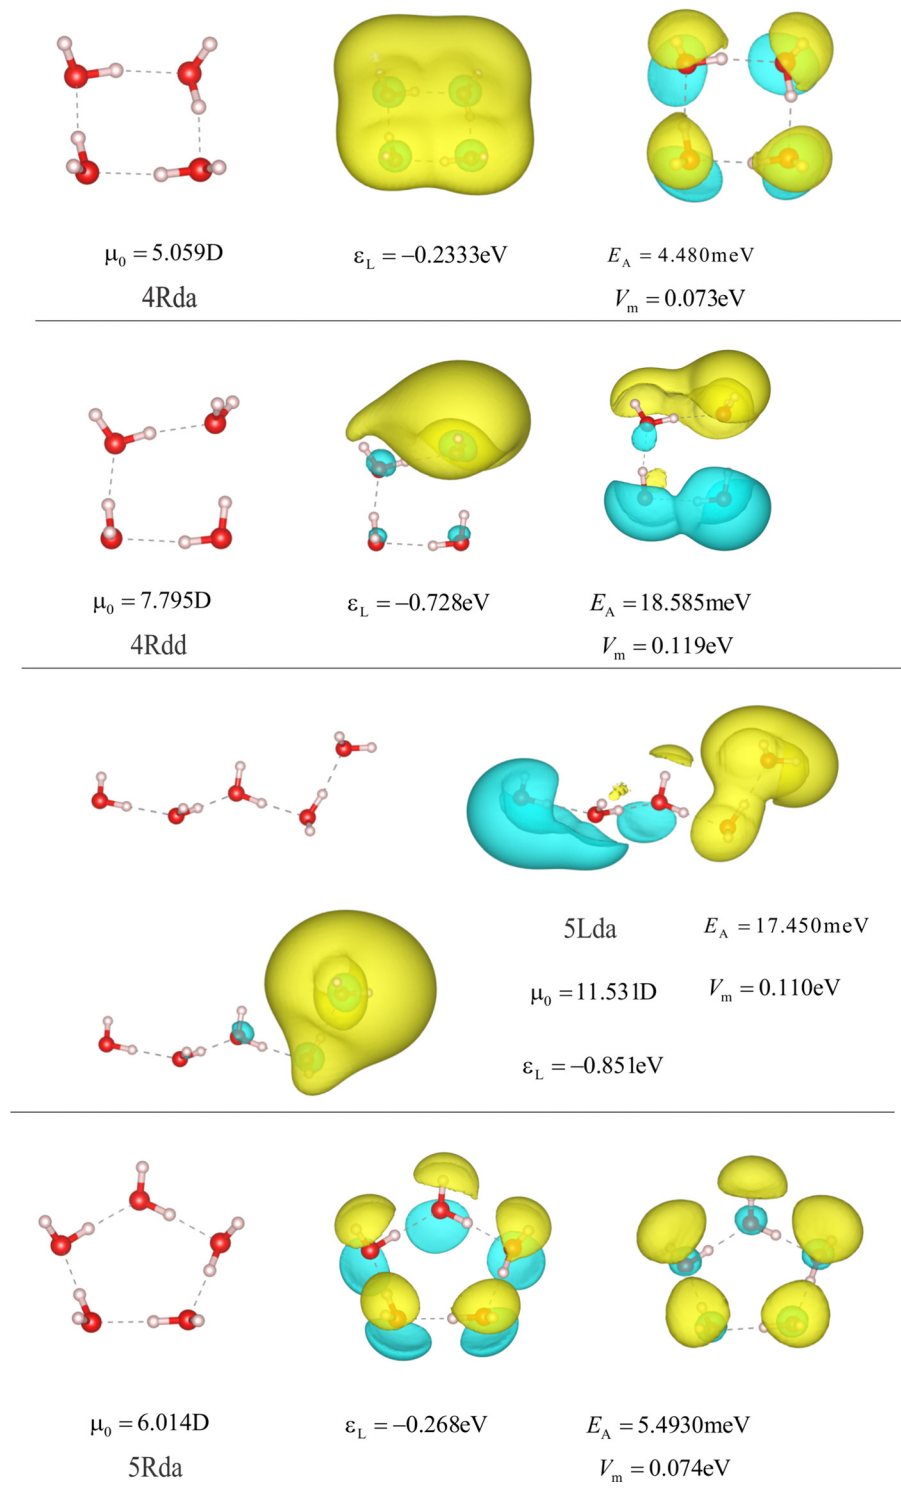 μ₀ = 5.059D
ε_L = −0.2333eV
E_A = 4.480meV
4Rda
V_m = 0.073eV
μ₀ = 7.795D
ε_L = −0.728eV
E_A = 18.585meV
4Rdd
V_m = 0.119eV
5Lda
E_A = 17.450meV
μ₀ = 11.531D
V_m = 0.110eV
ε_L = −0.851eV
μ₀ = 6.014D
ε_L = −0.268eV
E_A = 5.4930meV
5Rda
V_m = 0.074eV